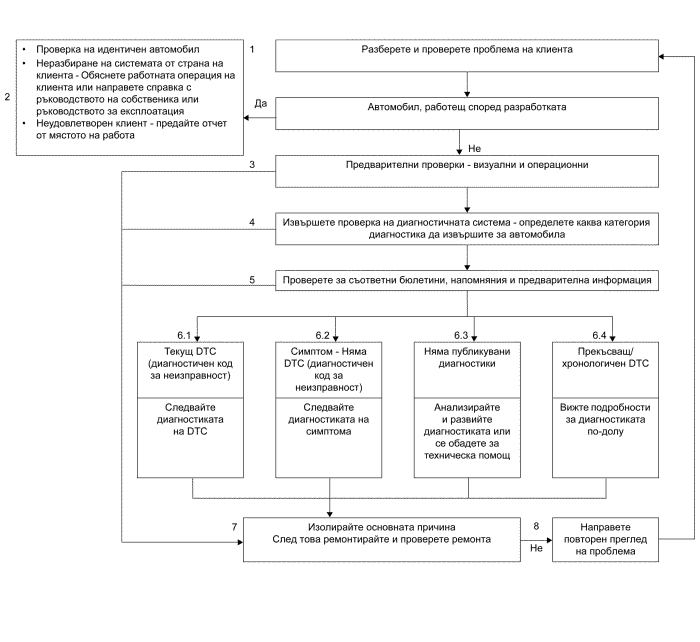 1
Разберете и проверете проблема на клиента
2
• Проверка на идентичен автомобил
• Неразбиране на системата от страна на
клиента - Обяснете работната операция на
клиента или направете справка с
ръководството на собственика или
ръководството за експлоатация
• Неудовлетворен клиент - предайте отчет
от мястото на работа
Да
Автомобил, работещ според разработката
Не
3
Предварителни проверки - визуални и операционни
4
Извършете проверка на диагностичната система - определете каква категория
диагностика да извършите за автомобила
5
Проверете за съответни бюлетини, напомняния и предварителна информация
6.1
Текущ DTC
(диагностичен код
за неизправност)
Следвайте
диагностиката
на DTC
6.2
Симптом - Няма
DTC (диагностичен
код за
неизправност)
Следвайте
диагностика на
симптома
6.3
Няма публикувани
диагностики
Анализирайте
и развийте
диагностиката или
се обадете за
техническа помощ
6.4
Прекъсващ/
хронологичен DTC
Вижте подробности
за диагностиката
по-долу
7
Изолирайте основната причина
След това ремонтирайте и проверете ремонта
8
Не
Направете
повторен преглед
на проблема